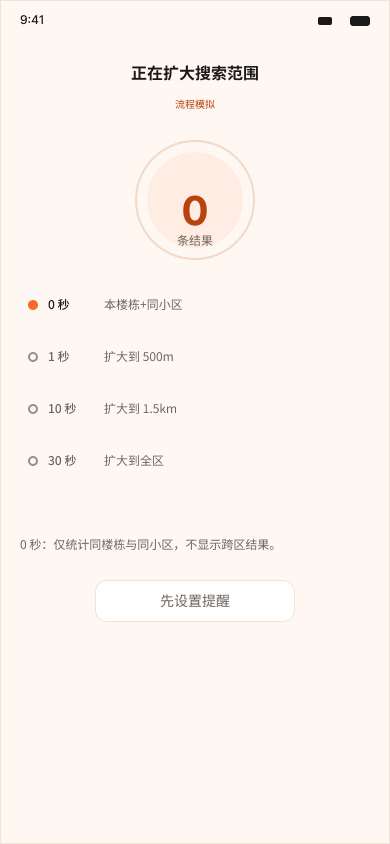 9:41
正在扩大搜索范围
流程模拟
0
条结果
0 秒 本楼栋+同小区
1 秒 扩大到 500m
10 秒 扩大到 1.5km
30 秒 扩大到全区
0 秒：仅统计同楼栋与同小区，不显示跨区结果。
先设置提醒